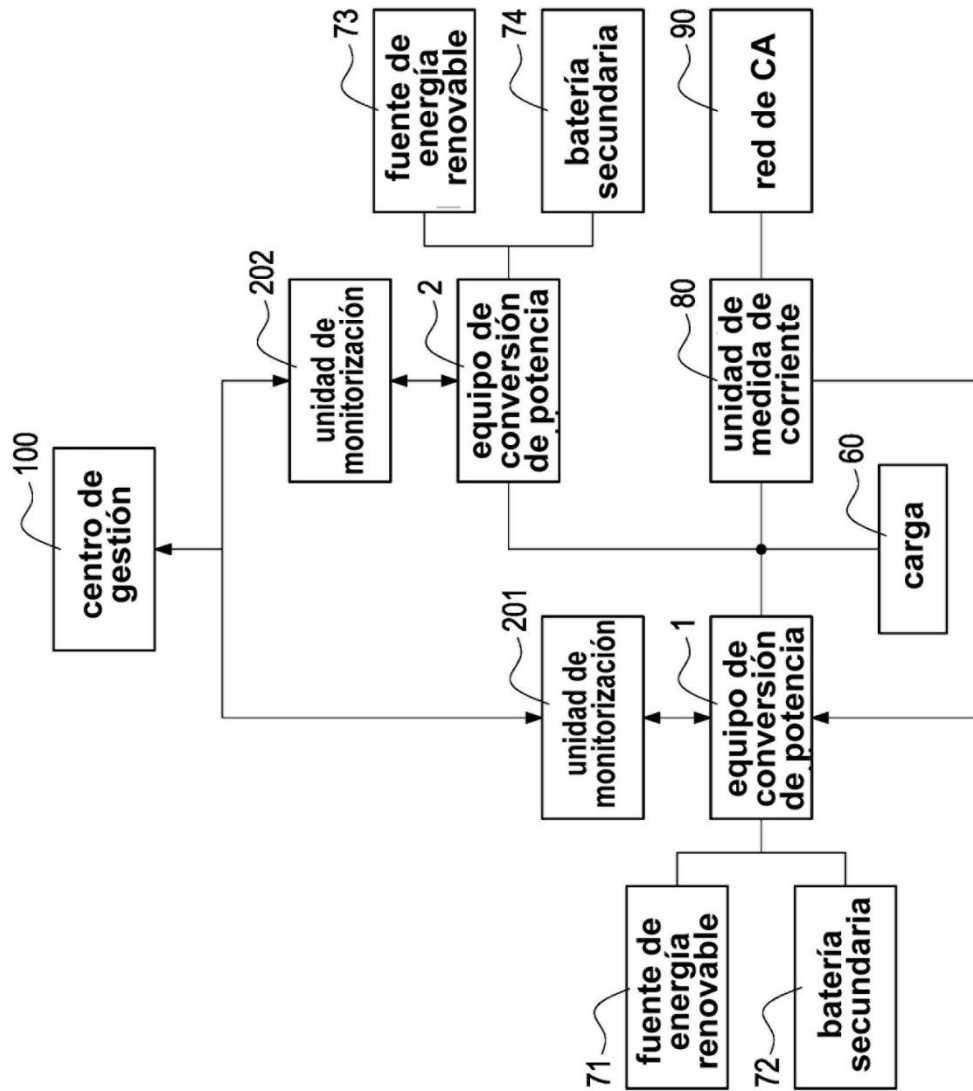 100
centro de
gestión
202
unidad de
monitorización
73
fuente de
energía
renovable
201
unidad de
monitorización
2
equipo de
conversión
de potencia
74
batería
secundaria
71
fuente de
energía
renovable
1
equipo de
conversión
de potencia
80
unidad de
medida de
corriente
90
red de CA
72
batería
secundaria
60
carga